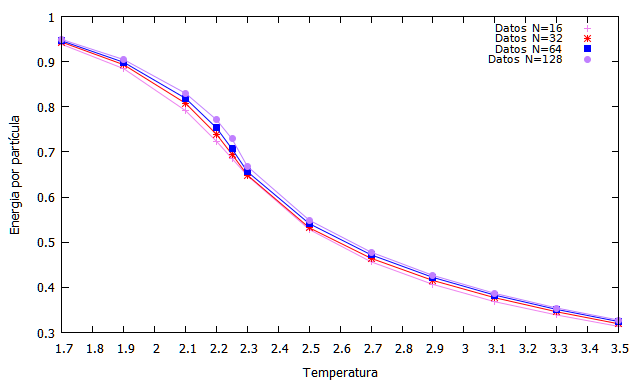 Datos N=16
Datos N=32
Datos N=64
Datos N=128
1
0.9
0.8
0.7
0.6
0.5
0.4
0.3
Energia por partícula
1.7 1.8 1.9 2 2.1 2.2 2.3 2.4 2.5 2.6 2.7 2.8 2.9 3 3.1 3.2 3.3 3.4 3.5
Temperatura